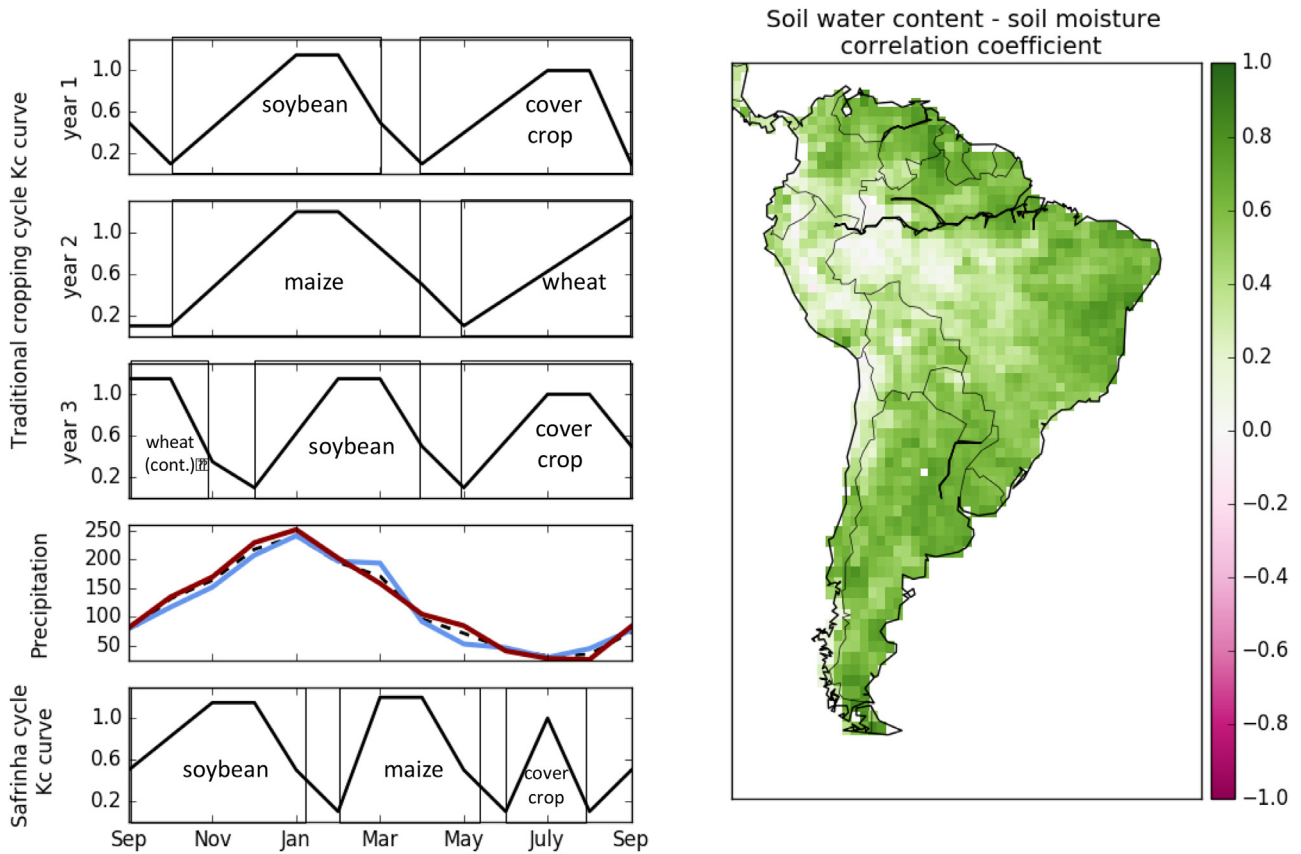 Traditional cropping cycle Kc curve
year 1
1.0
0.6
0.2
soybean
cover
crop
year 2
1.0
0.6
0.2
maize
wheat
year 3
1.0
0.6
0.2
wheat
(cont.)
soybean
cover
crop
Precipitation
250
200
150
100
50
Safrinha cycle
Kc curve
1.0
0.6
0.2
soybean
maize
cover
crop
Sep Nov Jan Mar May July Sep
Soil water content - soil moisture
correlation coefficient
1.0
0.8
0.6
0.4
0.2
0.0
−0.2
−0.4
−0.6
−0.8
−1.0